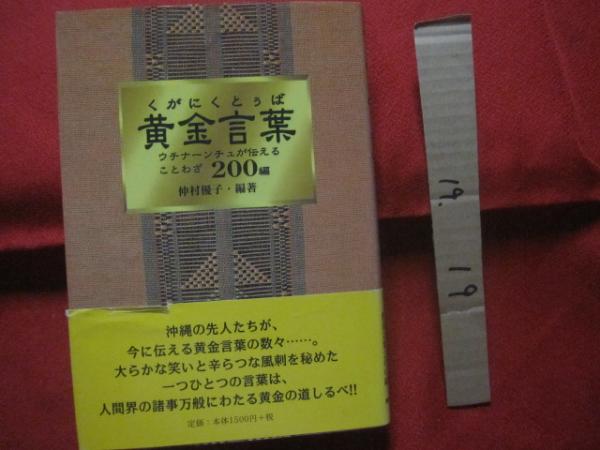 くがにくとぅば
黄金言葉
ウチナーンチュが伝える
ことわざ 200編
仲村優子・編著
沖縄の先人たちが、
今に伝える黄金言葉の数々……。
大らかな笑いと辛らつな風刺を秘めた
一つひとつの言葉は、
人間界の諸事万般にわたる黄金の道しるべ!!
定価:本体1500円+税
19.
19